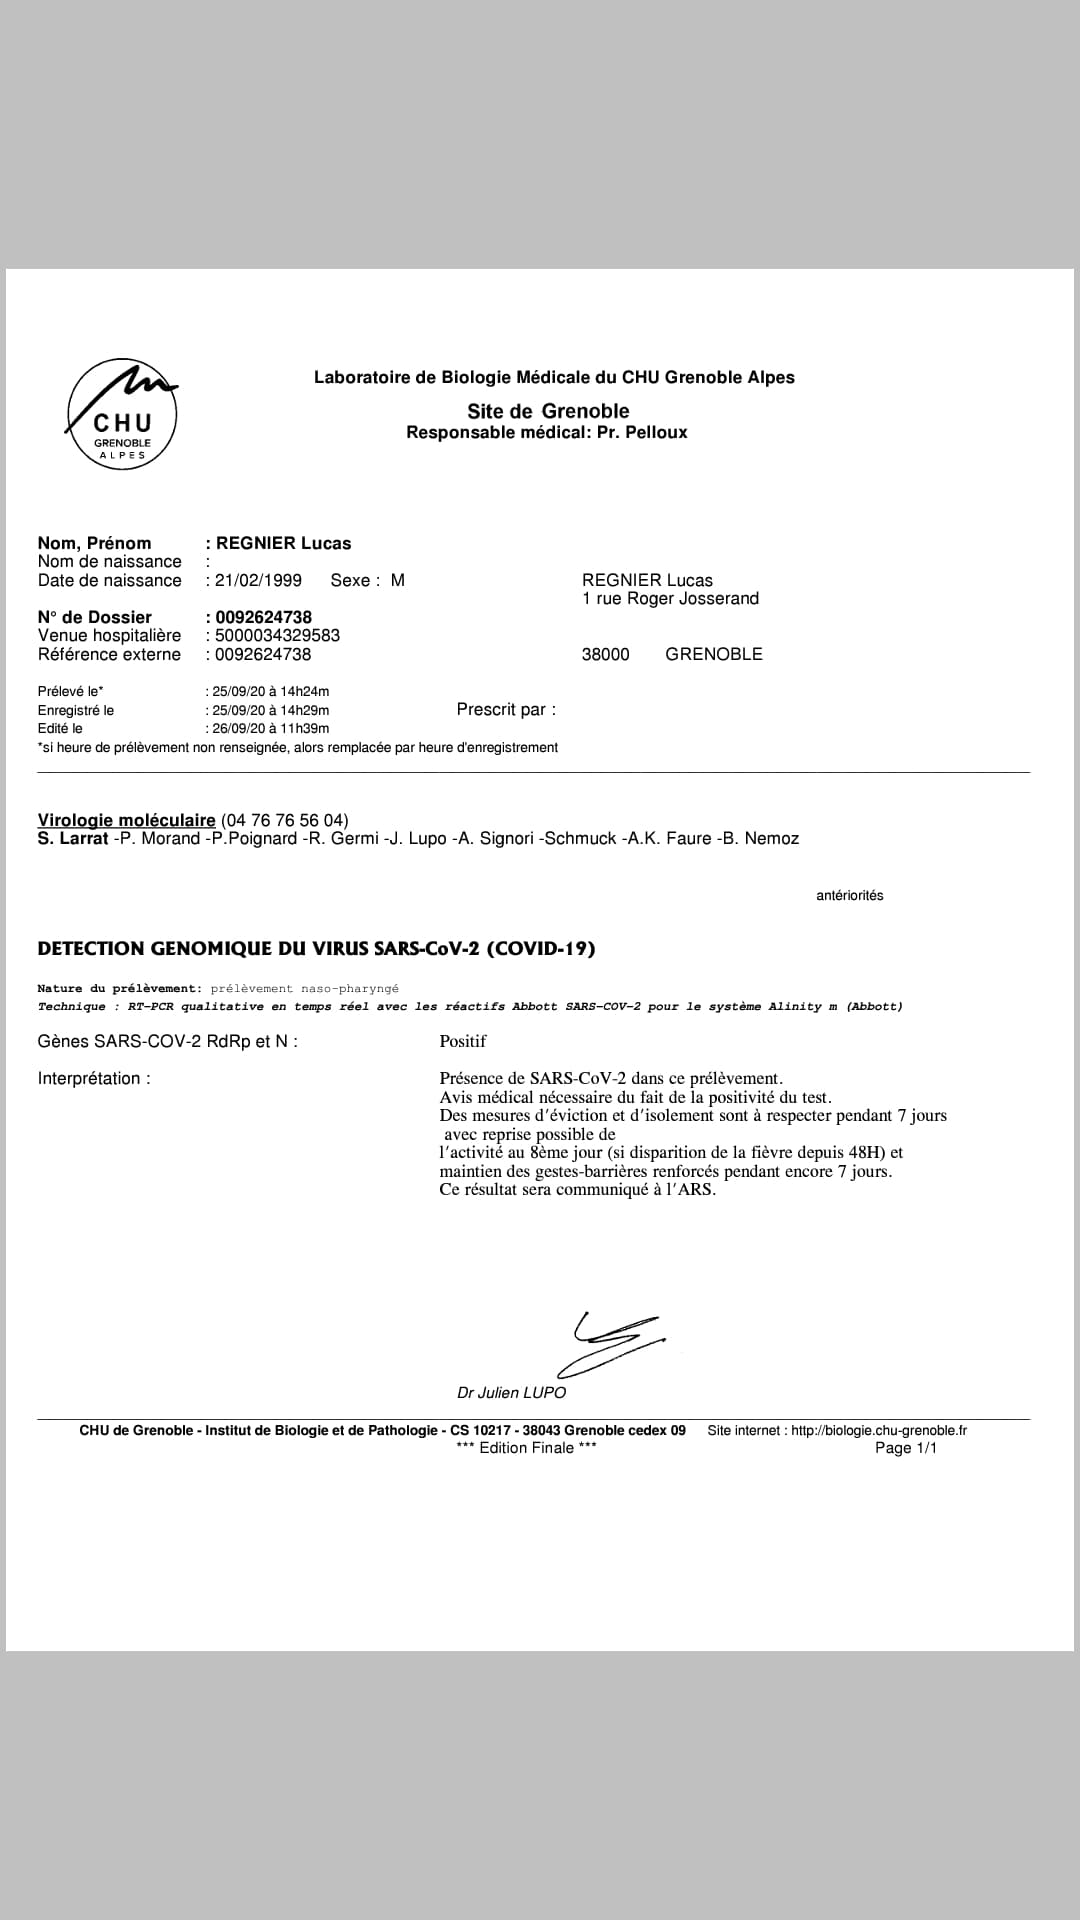 CHU
GRENOBLE
ALPES
Laboratoire de Biologie Médicale du CHU Grenoble Alpes
Site de Grenoble
Responsable médical: Pr. Pelloux
Nom, Prénom : REGNIER Lucas
Nom de naissance :
Date de naissance : 21/02/1999 Sexe : M
REGNIER Lucas
1 rue Roger Josserand
N° de Dossier : 0092624738
Venue hospitalière : 5000034329583
Référence externe : 0092624738
38000 GRENOBLE
Prélevé le* : 25/09/20 à 14h24m
Enregistré le : 25/09/20 à 14h29m
Prescrit par :
Edité le : 26/09/20 à 11h39m
*si heure de prélèvement non renseignée, alors remplacée par heure d'enregistrement
Virologie moléculaire (04 76 76 56 04)
S. Larrat -P. Morand -P.Poignard -R. Germi -J. Lupo -A. Signori -Schmuck -A.K. Faure -B. Nemoz
antériorités
DETECTION GENOMIQUE DU VIRUS SARS-CoV-2 (COVID-19)
Nature du prélèvement: prélèvement naso-pharyngé
Technique : RT-PCR qualitative en temps réel avec les réactifs Abbott SARS-COV-2 pour le système Alinity m (Abbott)
Gènes SARS-COV-2 RdRp et N : Positif
Interprétation : Présence de SARS-CoV-2 dans ce prélèvement.
Avis médical nécessaire du fait de la positivité du test.
Des mesures d'éviction et d'isolement sont à respecter pendant 7 jours
avec reprise possible de
l'activité au 8ème jour (si disparition de la fièvre depuis 48H) et
maintien des gestes-barrières renforcés pendant encore 7 jours.
Ce résultat sera communiqué à l'ARS.
Dr Julien LUPO
CHU de Grenoble - Institut de Biologie et de Pathologie - CS 10217 - 38043 Grenoble cedex 09 Site internet : http://biologie.chu-grenoble.fr
*** Edition Finale *** Page 1/1